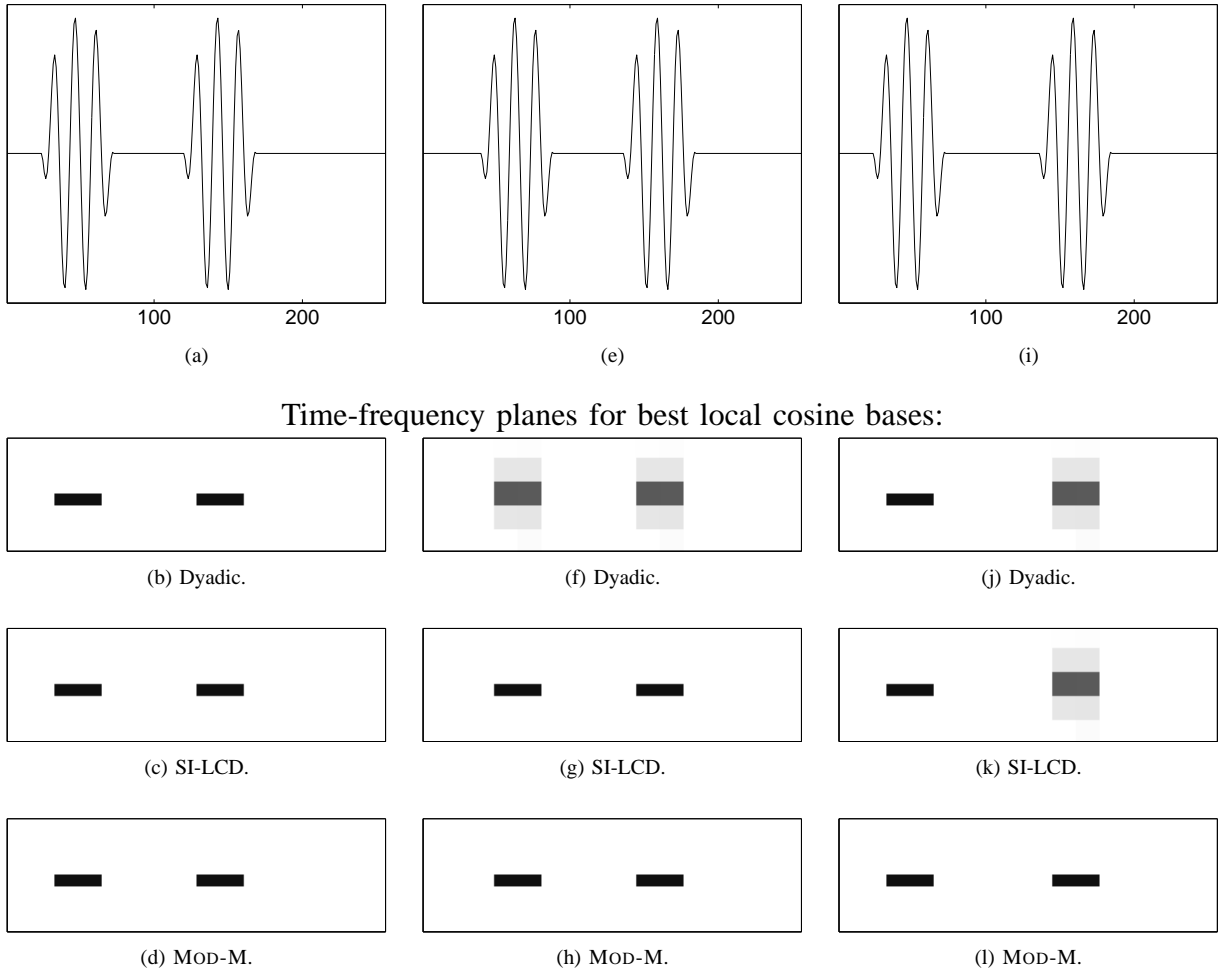 100 200 100 200 100 200
(a) (e) (i)
Time-frequency planes for best local cosine bases:
(b) Dyadic. (f) Dyadic. (j) Dyadic.
(c) SI-LCD. (g) SI-LCD. (k) SI-LCD.
(d) MOD-M. (h) MOD-M. (l) MOD-M.